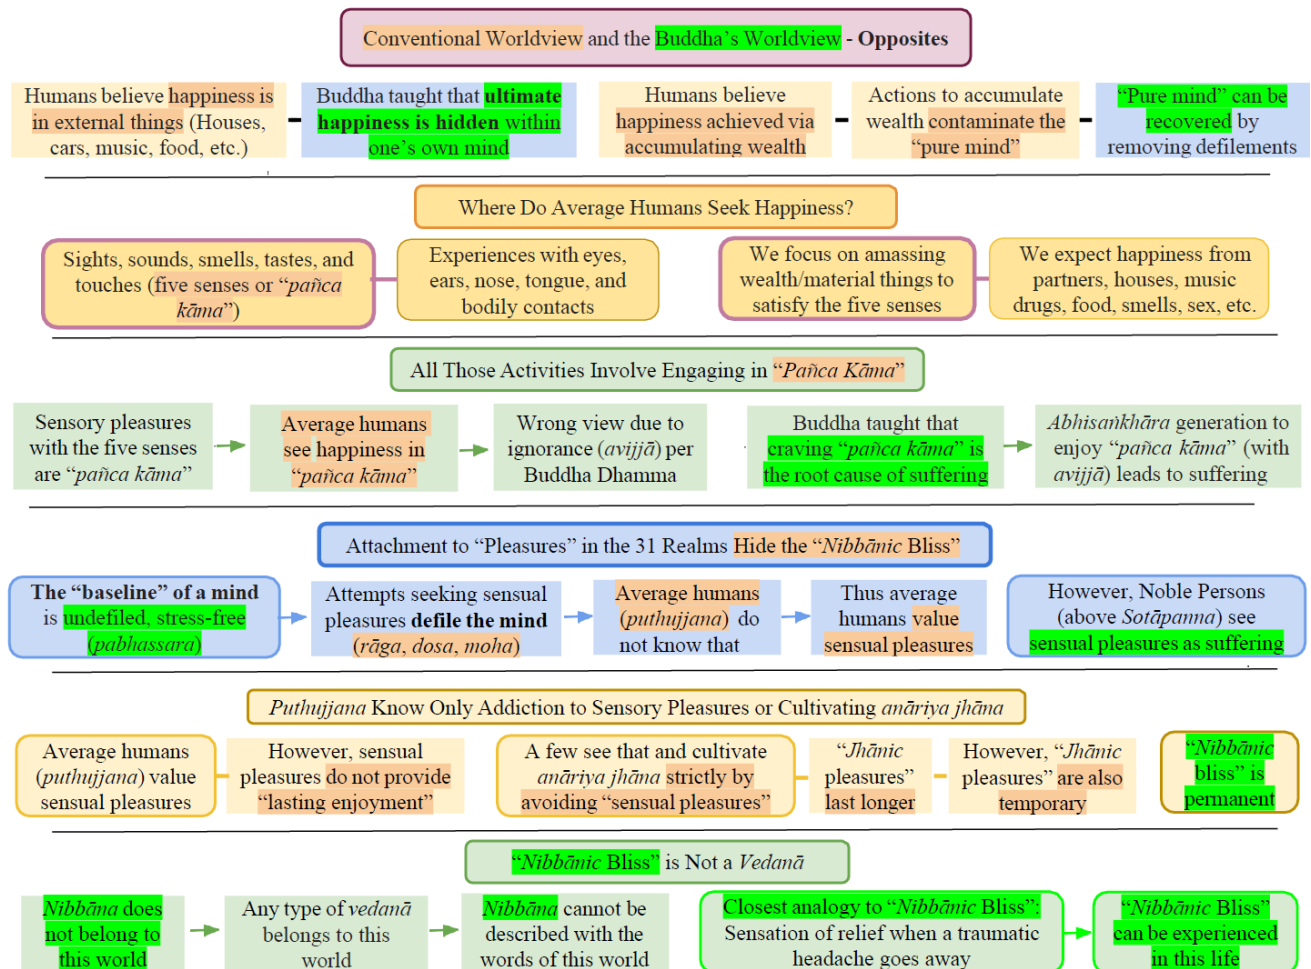 Conventional Worldview and the Buddha’s Worldview - Opposites
Humans believe happiness is
in external things (Houses,
cars, music, food, etc.)
Buddha taught that ultimate
happiness is hidden within
one’s own mind
Humans believe
happiness achieved via
accumulating wealth
Actions to accumulate
wealth contaminate the
“pure mind”
“Pure mind” can be
recovered by
removing defilements
Where Do Average Humans Seek Happiness?
Sights, sounds, smells, tastes, and
touches (five senses or “pañca
kāma”)
Experiences with eyes,
ears, nose, tongue, and
bodily contacts
We focus on amassing
wealth/material things to
satisfy the five senses
We expect happiness from
partners, houses, music
drugs, food, smells, sex, etc.
All Those Activities Involve Engaging in “Pañca Kāma”
Sensory pleasures
with the five senses
are “pañca kāma”
Average humans
see happiness in
“pañca kāma”
Wrong view due to
ignorance (avijjā) per
Buddha Dhamma
Buddha taught that
craving “pañca kāma” is
the root cause of suffering
Abhisaṅkhāra generation to
enjoy “pañca kāma” (with
avijjā) leads to suffering
Attachment to “Pleasures” in the 31 Realms Hide the “Nibbānic Bliss”
The “baseline” of a mind
is undefiled, stress-free
(pabhassara)
Attempts seeking sensual
pleasures defile the mind
(rāga, dosa, moha)
Average humans
(puthujjana) do
not know that
Thus average
humans value
sensual pleasures
However, Noble Persons
(above Sotāpanna) see
sensual pleasures as suffering
Puthujjana Know Only Addiction to Sensory Pleasures or Cultivating anāriya jhāna
Average humans
(puthujjana) value
sensual pleasures
However, sensual
pleasures do not provide
“lasting enjoyment”
A few see that and cultivate
anāriya jhāna strictly by
avoiding “sensual pleasures”
“Jhānic
pleasures”
last longer
However, “Jhānic
pleasures” are also
temporary
“Nibbānic
bliss” is
permanent
“Nibbānic Bliss” is Not a Vedanā
Nibbāna does
not belong to
this world
Any type of vedanā
belongs to this
world
Nibbāna cannot be
described with the
words of this world
Closest analogy to “Nibbānic Bliss”:
Sensation of relief when a traumatic
headache goes away
“Nibbānic Bliss”
can be experienced
in this life